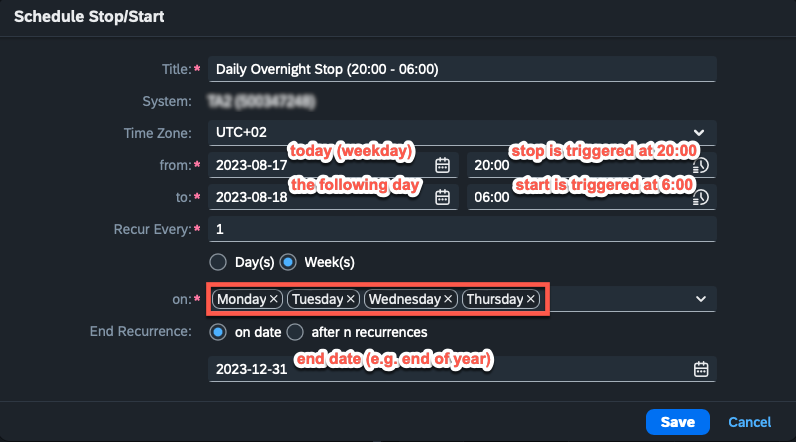 Schedule Stop/Start
Title:* Daily Overnight Stop (20:00 - 06:00)
System:
Time Zone: UTC+02
from:* 2023-08-17 today (weekday) 20:00 stop is triggered at 20:00
to:* 2023-08-18 the following day 06:00 start is triggered at 6:00
Recur Every:* 1
Day(s) Week(s)
on:* Monday × Tuesday × Wednesday × Thursday ×
End Recurrence: on date after n recurrences
2023-12-31 end date (e.g. end of year)
Save Cancel